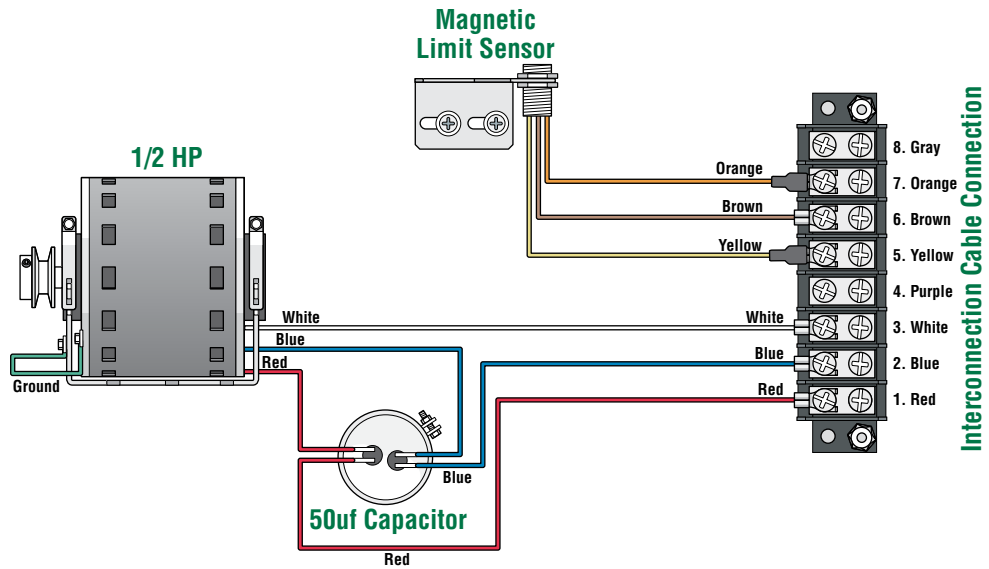 Magnetic
Limit Sensor
1/2 HP
Orange
Brown
Yellow
White
White
Blue
Blue
Red
Red
Ground
Blue
50uf Capacitor
Red
8. Gray
7. Orange
6. Brown
5. Yellow
4. Purple
3. White
2. Blue
1. Red
Interconnection Cable Connection